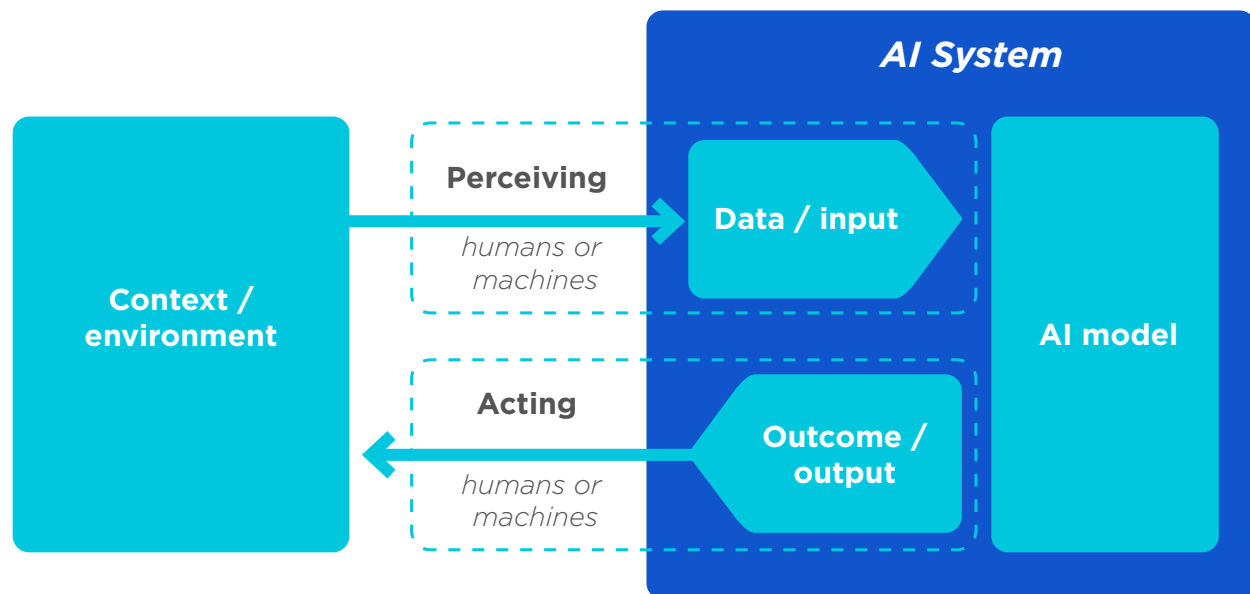 AI System
Perceiving
humans or
machines
Data / input
Context /
environment
AI model
Acting
humans or
machines
Outcome /
output